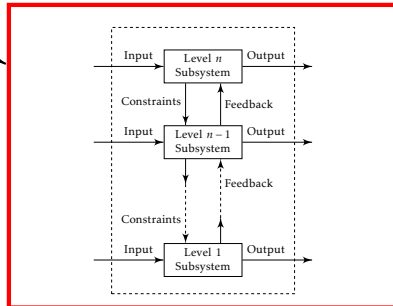 Input
Level n
Subsystem
Output
Constraints
Feedback
Input
Level n – 1
Subsystem
Output
Feedback
Constraints
Input
Level 1
Subsystem
Output